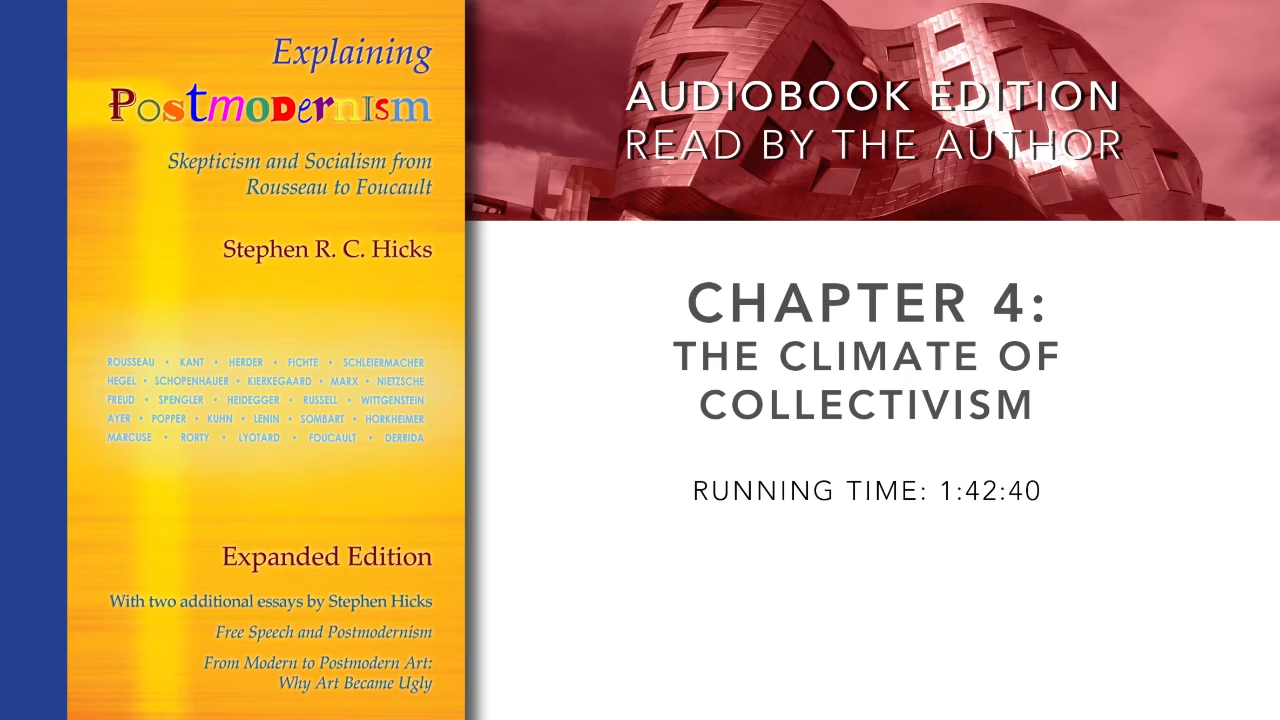 Explaining
Postmodernism
Skepticism and Socialism from
Rousseau to Foucault
Stephen R. C. Hicks
ROUSSEAU • KANT • HERDER • FICHTE • SCHLEIERMACHER
HEGEL • SCHOPENHAUER • KIERKEGAARD • MARX • NIETZSCHE
FREUD • SPENGLER • HEIDEGGER • RUSSELL • WITTGENSTEIN
AYER • POPPER • KUHN • LENIN • SOMBART • HORKHEIMER
MARCUSE • RORTY • LYOTARD • FOUCAULT • DERRIDA
Expanded Edition
With two additional essays by Stephen Hicks
Free Speech and Postmodernism
From Modern to Postmodern Art:
Why Art Became Ugly
AUDIOBOOK EDITION
READ BY THE AUTHOR
CHAPTER 4:
THE CLIMATE OF
COLLECTIVISM
RUNNING TIME: 1:42:40